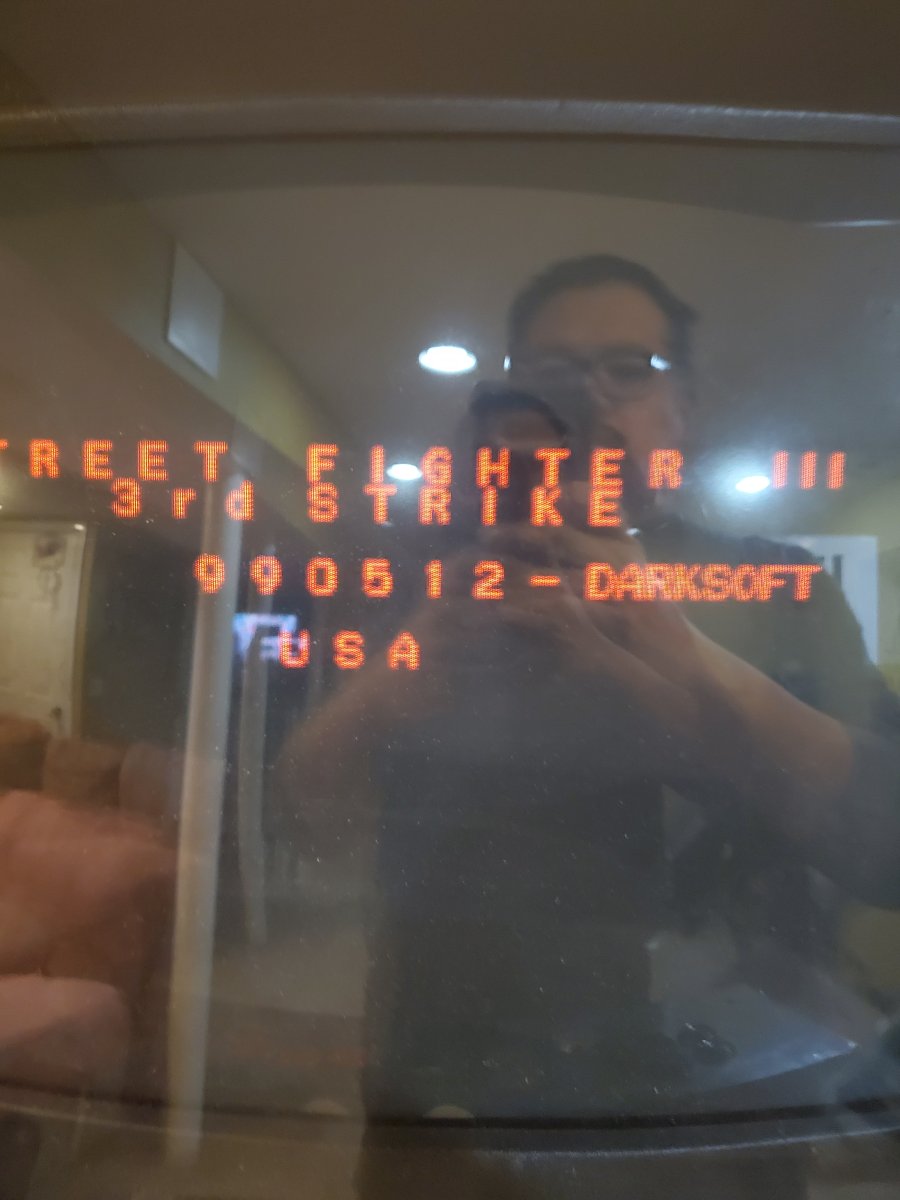 TREET FIGHTER III
3rd STRIKE
990512-DARKSOFT
USA